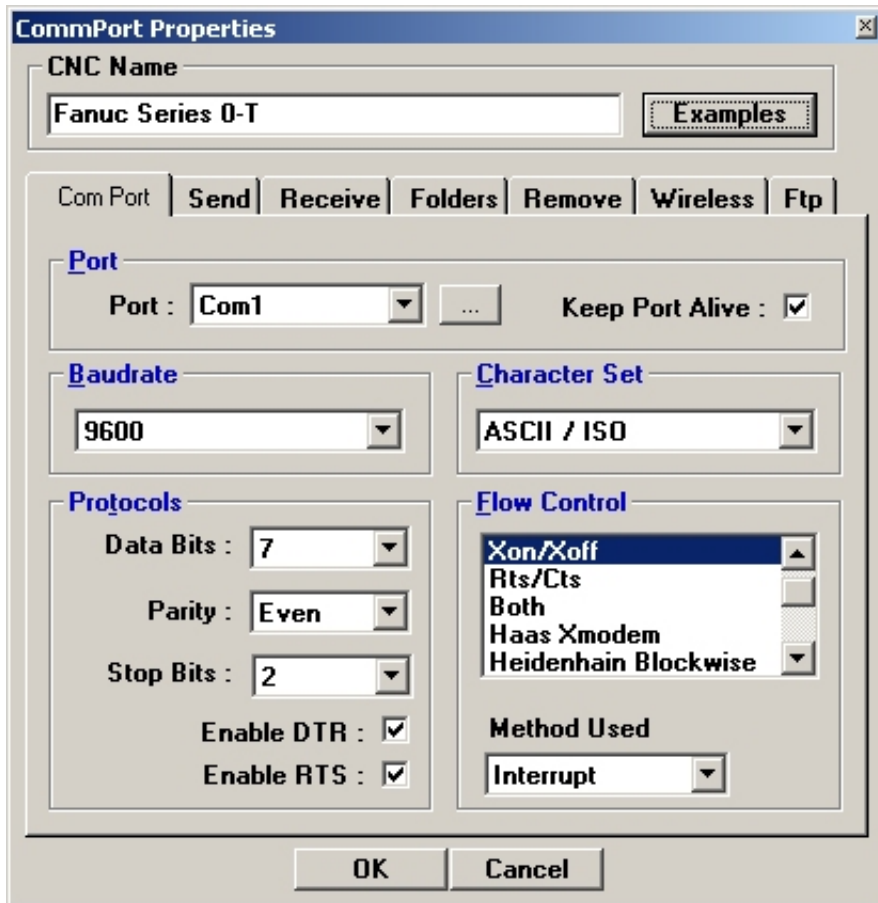 CommPort Properties
CNC Name
Fanuc Series 0-T
Examples
Com Port Send Receive Folders Remove Wireless Ftp
Port
Port : Com1 ... Keep Port Alive :
Baudrate
9600
Character Set
ASCII / ISO
Protocols
Data Bits : 7
Parity : Even
Stop Bits : 2
Enable DTR :
Enable RTS :
Flow Control
Xon/Xoff
Rts/Cts
Both
Haas Xmodem
Heidenhain Blockwise
Method Used
Interrupt
OK Cancel